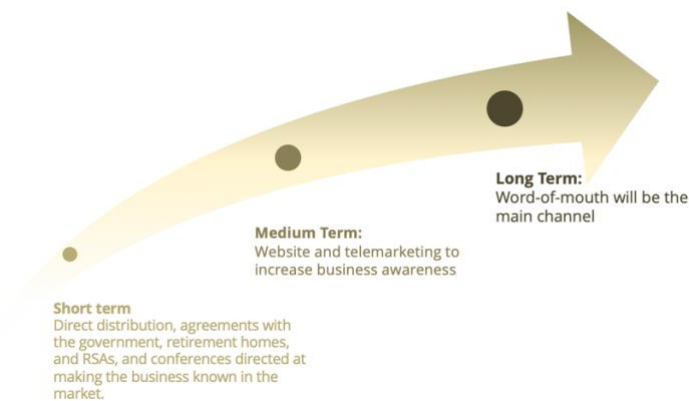 Long Term:
Word-of-mouth will be the
main channel
Medium Term:
Website and telemarketing to
increase business awareness
Short term
Direct distribution, agreements with
the government, retirement homes,
and RSAs, and conferences directed at
making the business known in the
market.